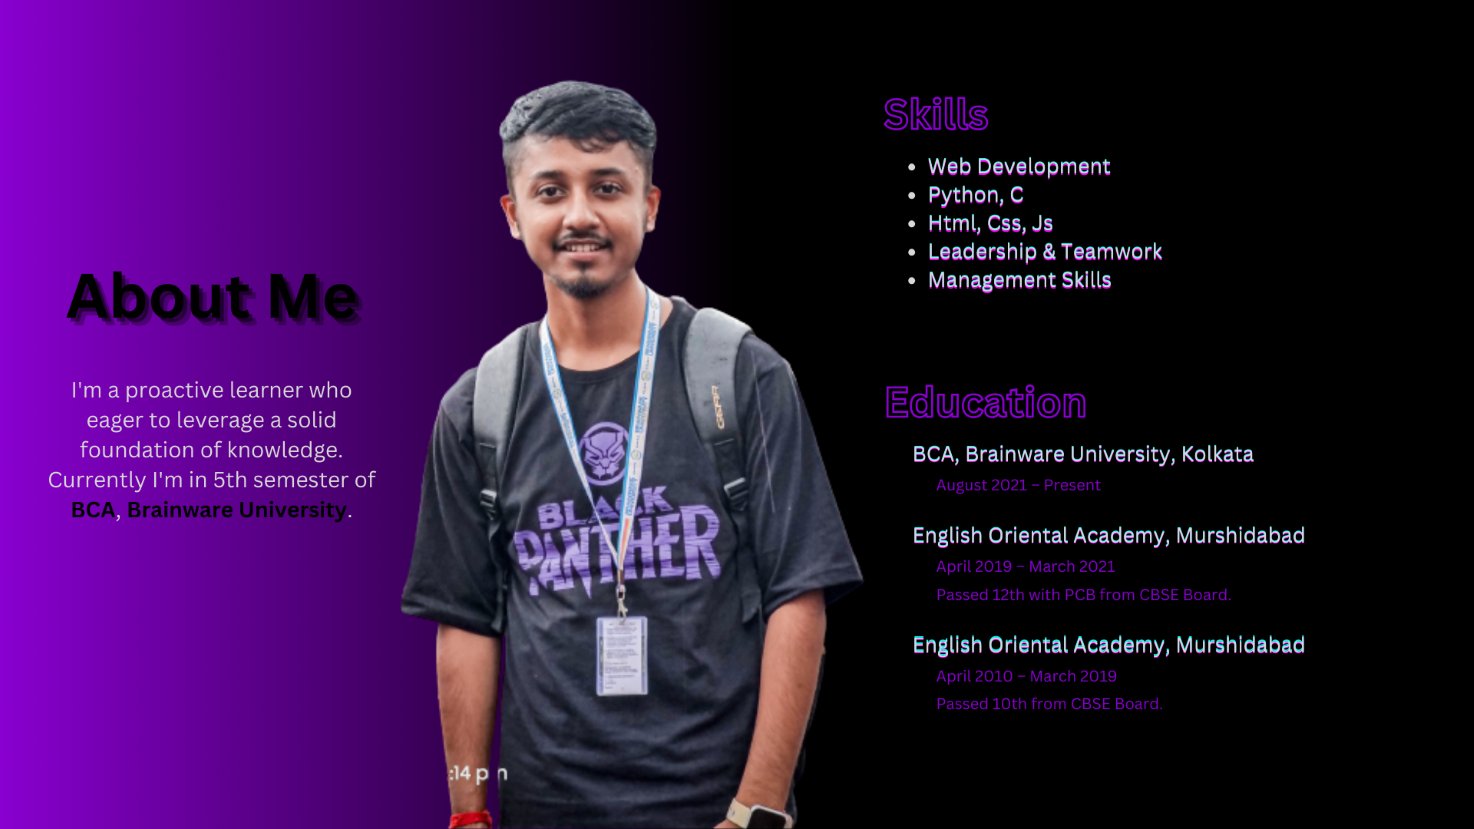 About Me
I'm a proactive learner who
eager to leverage a solid
foundation of knowledge.
Currently I'm in 5th semester of
BCA, Brainware University.
GEAR
BLACK
PANTHER
:14 p
Skills
Web Development
Python, C
Html, Css, Js
Leadership & Teamwork
Management Skills
Education
BCA, Brainware University, Kolkata
August 2021 – Present
English Oriental Academy, Murshidabad
April 2019 – March 2021
Passed 12th with PCB from CBSE Board.
English Oriental Academy, Murshidabad
April 2010 – March 2019
Passed 10th from CBSE Board.